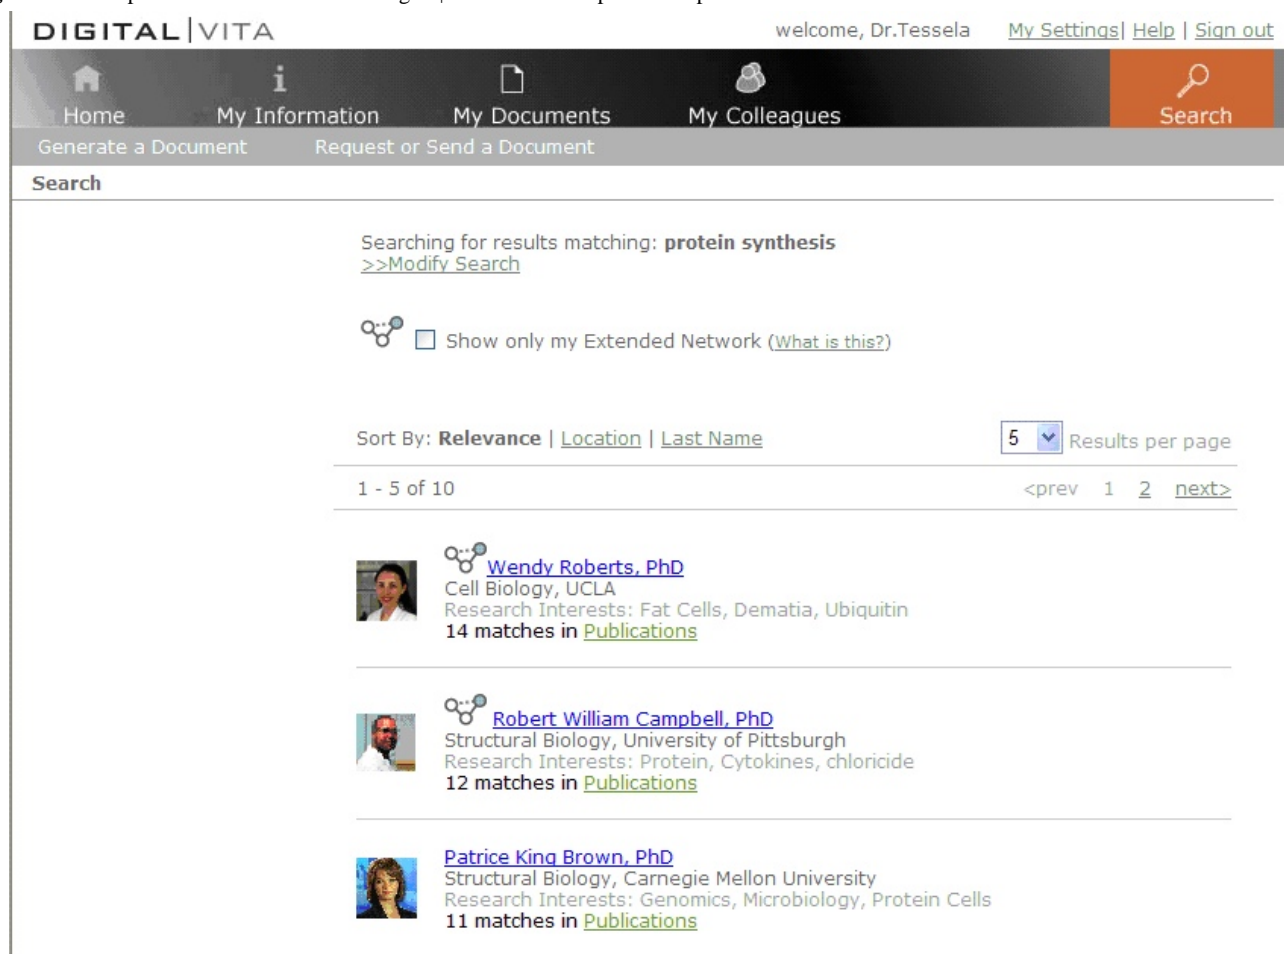 DIGITAL|VITA
welcome, Dr.Tessela My Settings| Help | Sign out
Home My Information My Documents My Colleagues Search
Generate a Document Request or Send a Document
Search
Searching for results matching: protein synthesis
>>Modify Search
Show only my Extended Network (What is this?)
Sort By: Relevance | Location | Last Name 5 Results per page
1 - 5 of 10 <prev 1 2 next>
Wendy Roberts, PhD
Cell Biology, UCLA
Research Interests: Fat Cells, Dematia, Ubiquitin
14 matches in Publications
Robert William Campbell, PhD
Structural Biology, University of Pittsburgh
Research Interests: Protein, Cytokines, chloricide
12 matches in Publications
Patrice King Brown, PhD
Structural Biology, Carnegie Mellon University
Research Interests: Genomics, Microbiology, Protein Cells
11 matches in Publications